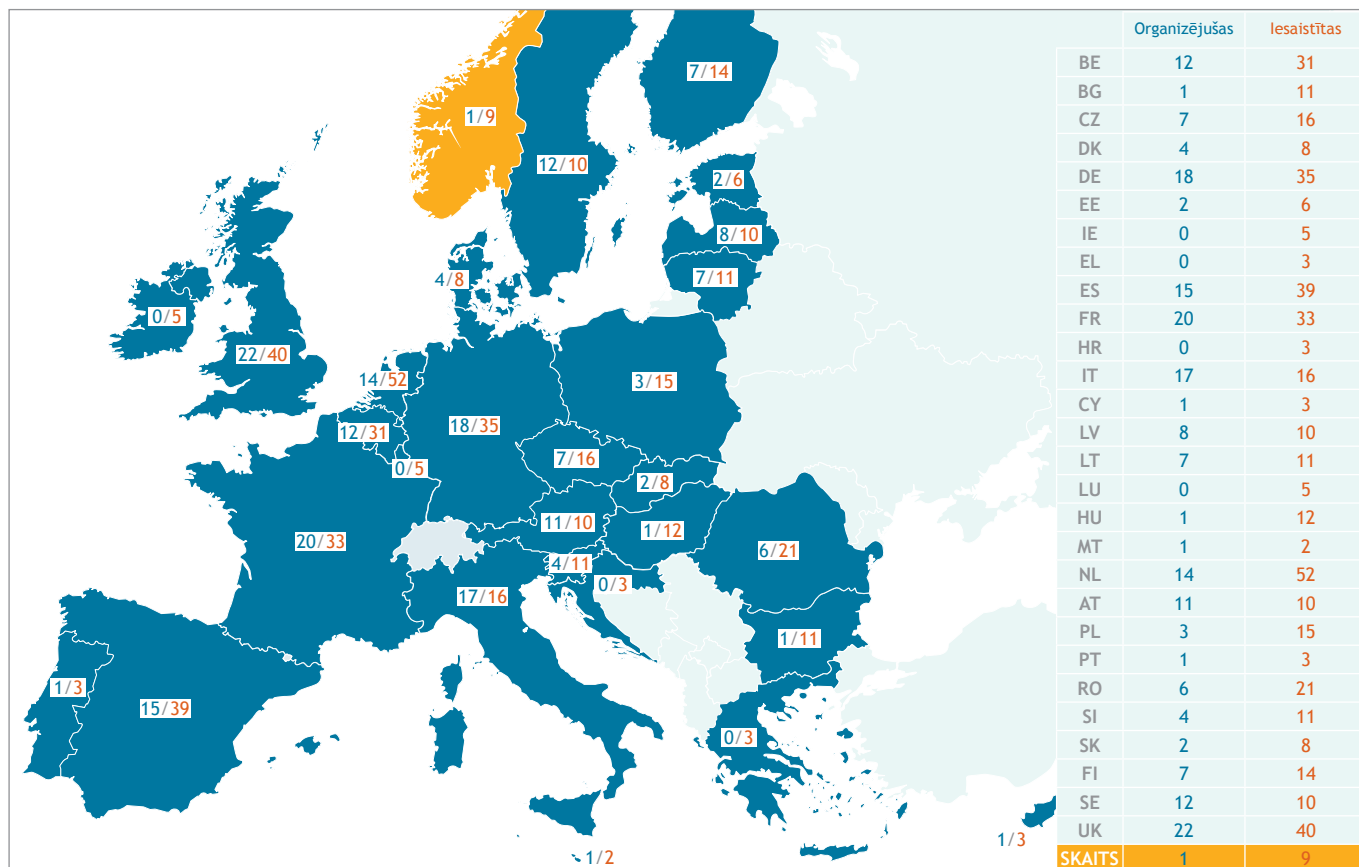 7/14
1/9
12/10
2/6
8/10
7/11
4/8
0/5
22/40
14/52
3/15
12/31
18/35
0/5
7/16
2/8
11/10
1/12
20/33
6/21
4/11
0/3
17/16
1/11
1/3
15/39
0/3
1/3
1/2
Organizējušas Iesaistītas
BE 12 31
BG 1 11
CZ 7 16
DK 4 8
DE 18 35
EE 2 6
IE 0 5
EL 0 3
ES 15 39
FR 20 33
HR 0 3
IT 17 16
CY 1 3
LV 8 10
LT 7 11
LU 0 5
HU 1 12
MT 1 2
NL 14 52
AT 11 10
PL 3 15
PT 1 3
RO 6 21
SI 4 11
SK 2 8
FI 7 14
SE 12 10
UK 22 40
SKAITS 1 9